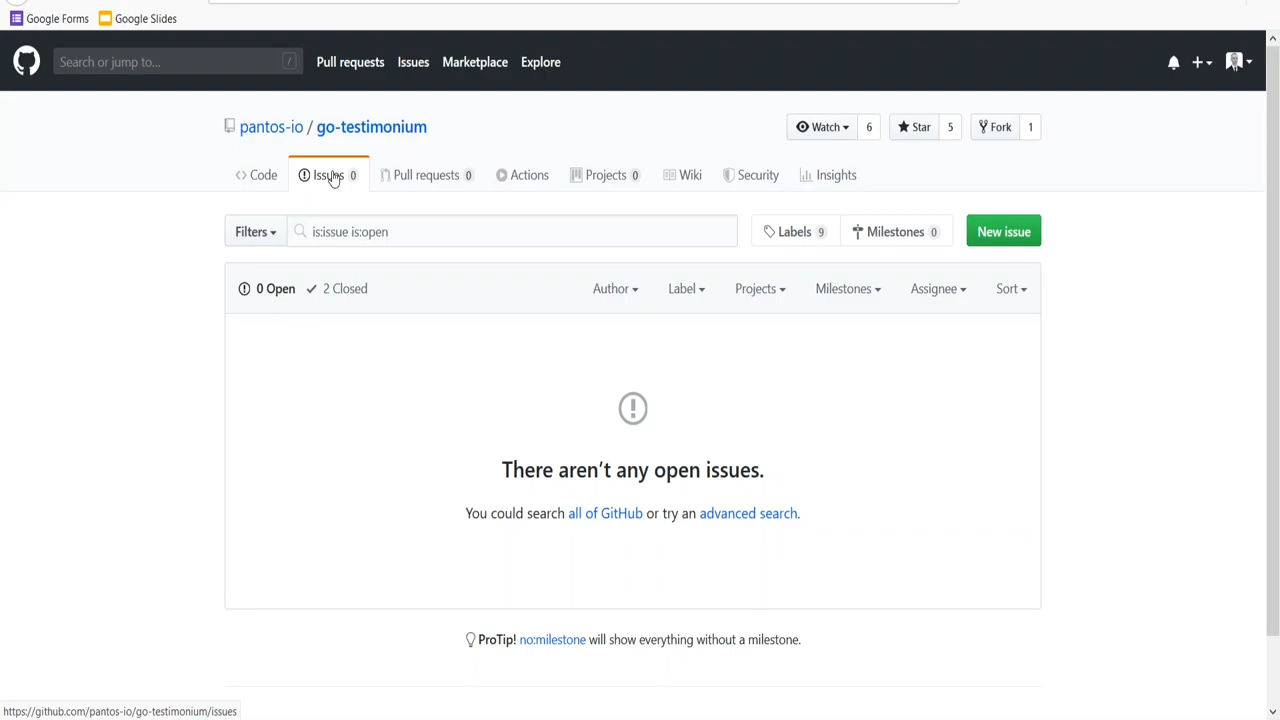 Google Forms Google Slides
Search or jump to... / Pull requests Issues Marketplace Explore
pantos-io / go-testimonium Watch 6 Star 5 Fork 1
Code Issues 0 Pull requests 0 Actions Projects 0 Wiki Security Insights
Filters is:issue is:open Labels 9 Milestones 0 New issue
0 Open 2 Closed Author Label Projects Milestones Assignee Sort
There aren't any open issues.
You could search all of GitHub or try an advanced search.
ProTip! no:milestone will show everything without a milestone.
https://github.com/pantos-io/go-testimonium/issues